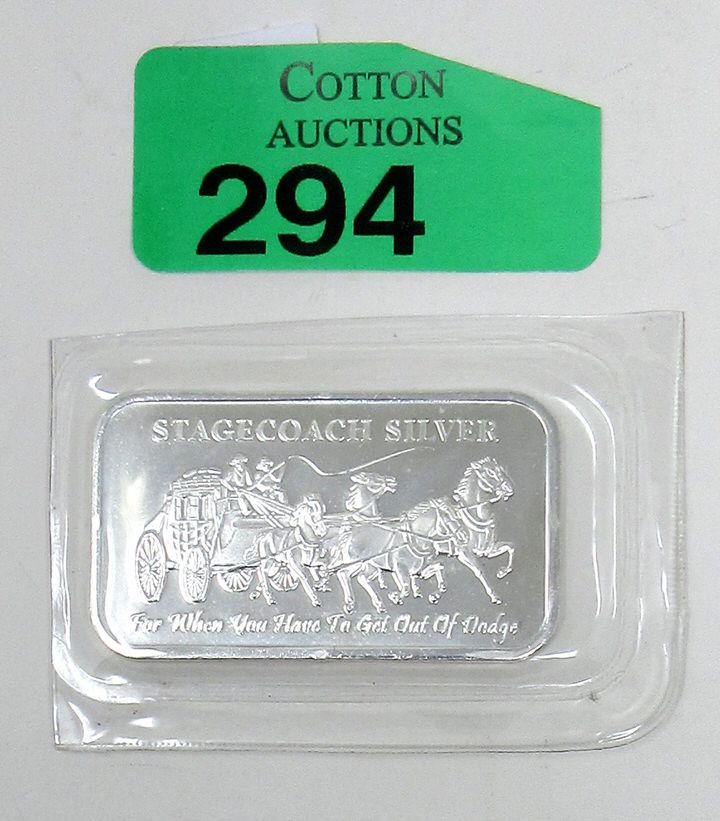 COTTON
AUCTIONS
294
STAGECOACH SILVER
For When You Have To Get Out Of Dodge